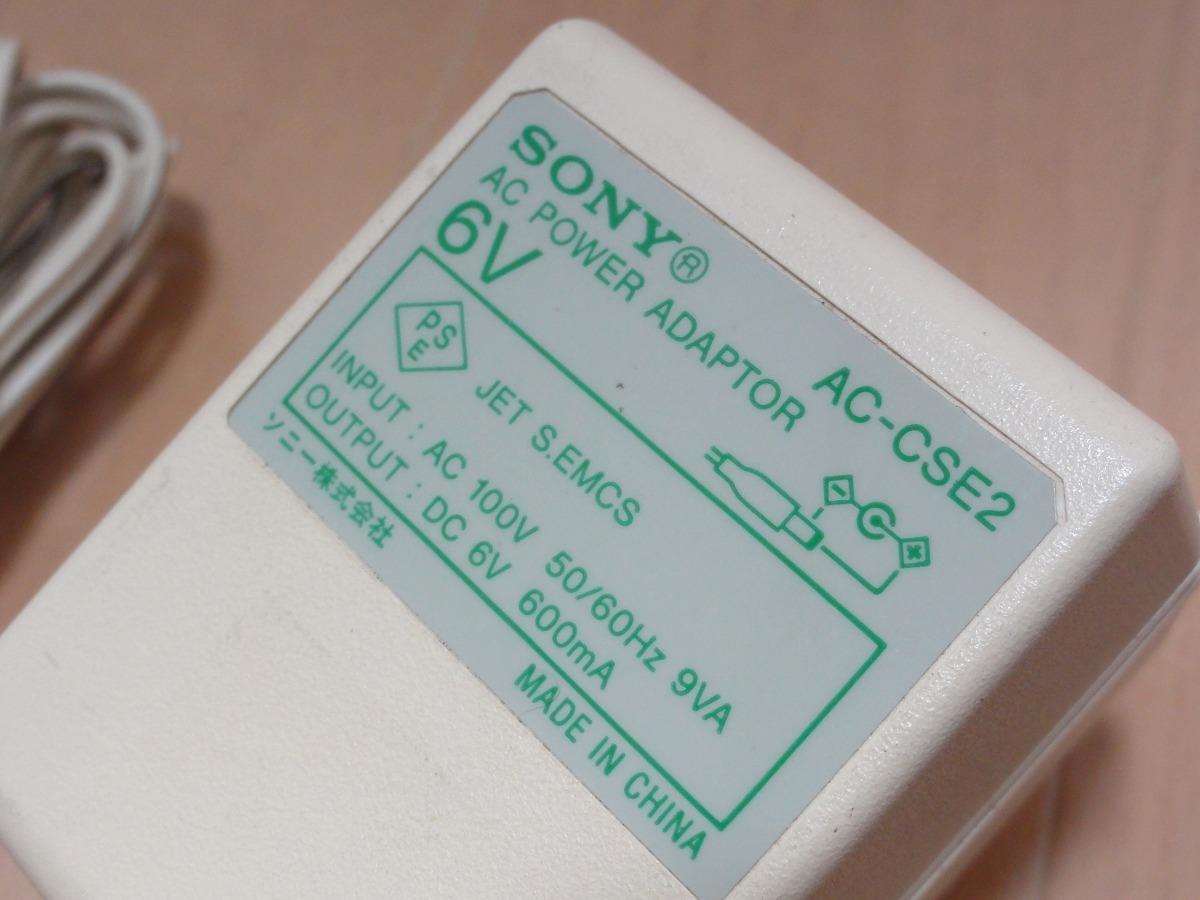 SONY®
AC POWER ADAPTOR
6V
AC-CSE2
PSE
JET S.EMCS
INPUT : AC 100V 50/60Hz 9VA
OUTPUT : DC 6V 600mA
ソニー株式会社
MADE IN CHINA